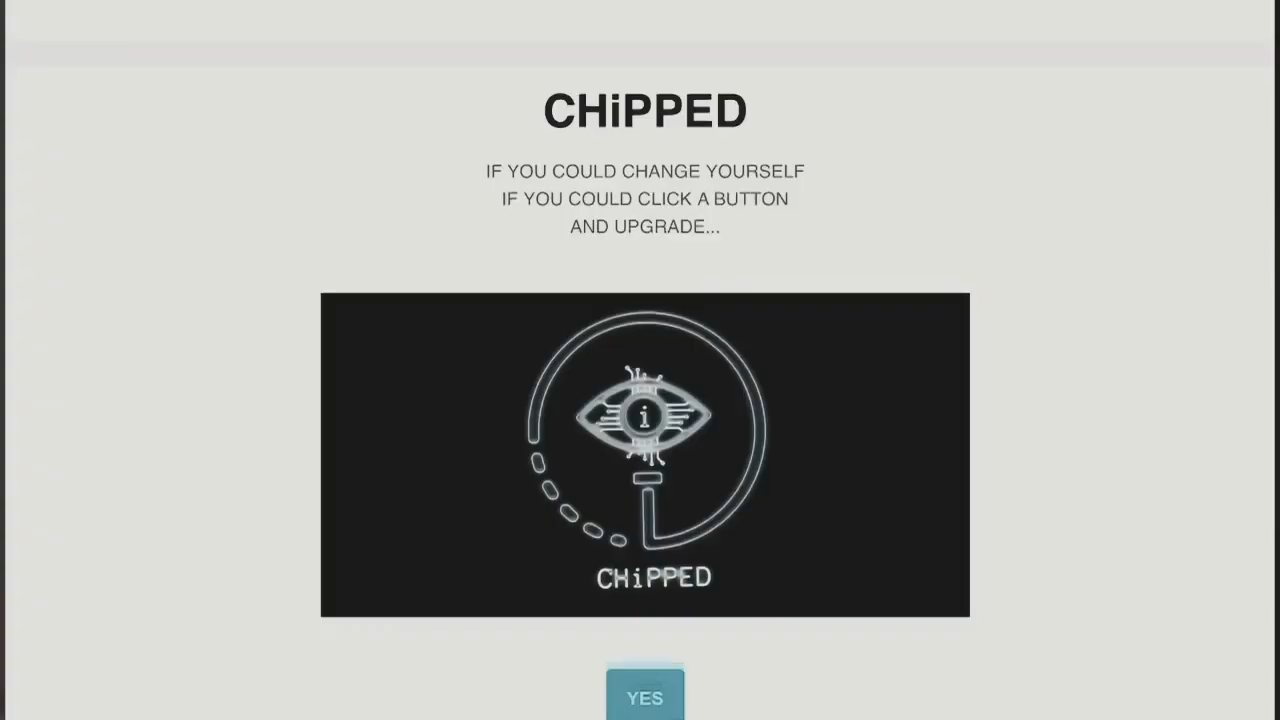 CHiPPED
IF YOU COULD CHANGE YOURSELF
IF YOU COULD CLICK A BUTTON
AND UPGRADE...
i
CHiPPED
YES